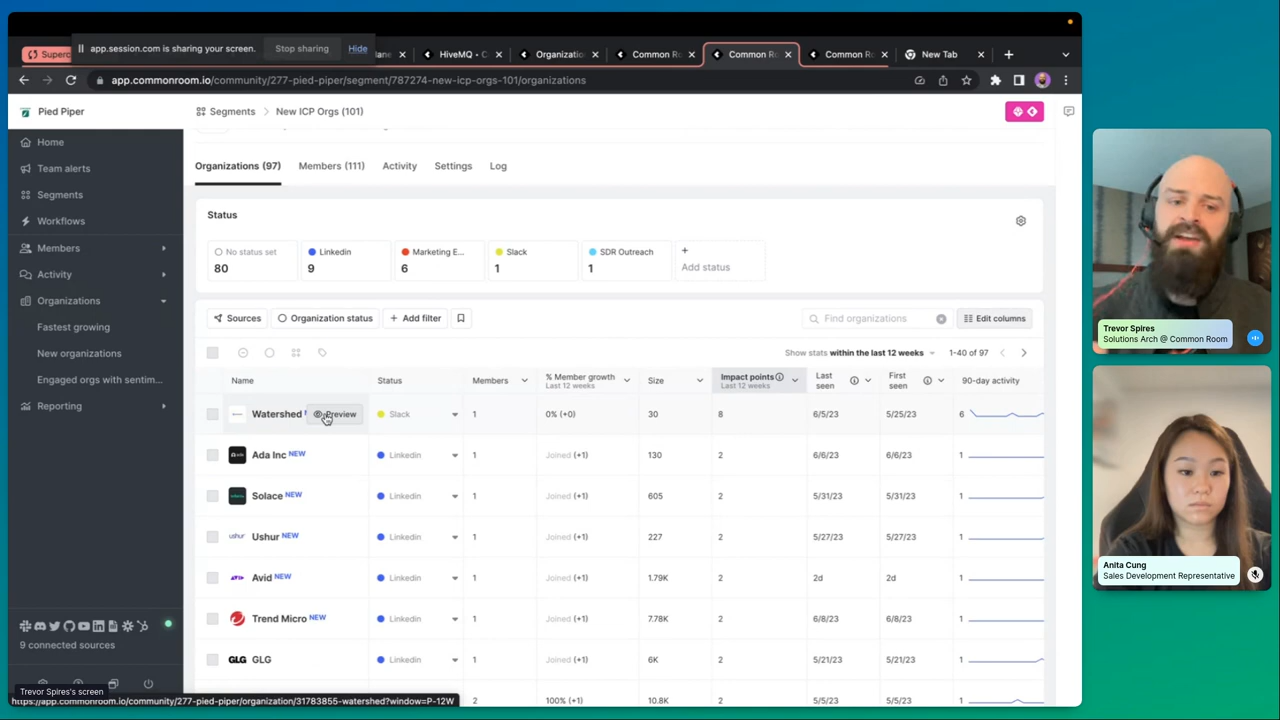 Superc
app.session.com is sharing your screen.
Stop sharing
Hide
HiveMQ - C
Organizatio
Common Ro
Common Ro
Common Ro
New Tab
app.commonroom.io/community/277-pied-piper/segment/787274-new-icp-orgs-101/organizations
Pied Piper
Segments > New ICP Orgs (101)
Home
Team alerts
Segments
Workflows
Members
Activity
Organizations
Fastest growing
New organizations
Engaged orgs with sentim...
Reporting
9 connected sources
Organizations (97)
Members (111)
Activity
Settings
Log
Status
No status set
80
Linkedin
9
Marketing E...
6
Slack
1
SDR Outreach
1
+
Add status
Sources
Organization status
+ Add filter
Find organizations
Edit columns
Show stats within the last 12 weeks
1-40 of 97
Name
Status
Members
% Member growth
Last 12 weeks
Size
Impact points
Last 12 weeks
Last seen
First seen
90-day activity
Watershed Preview Slack 1 0% (+0) 30 8 6/5/23 5/25/23 6
Ada Inc NEW Linkedin 1 Joined (+1) 130 2 6/6/23 6/6/23 1
Solace NEW Linkedin 1 Joined (+1) 605 2 5/31/23 5/31/23 1
ushur Ushur NEW Linkedin 1 Joined (+1) 227 2 5/27/23 5/27/23 1
Avid NEW Linkedin 1 Joined (+1) 1.79K 2 2d 2d 1
Trend Micro NEW Linkedin 1 Joined (+1) 7.78K 2 6/8/23 6/8/23 1
GLG GLG Linkedin 1 Joined (+1) 6K 2 5/21/23 5/21/23 1
2 100% (+1) 10.8K 2 5/5/23 5/5/23 1
Trevor Spires's screen
https://app.commonroom.io/community/277-pied-piper/organization/31783855-watershed?window=P-12W
Trevor Spires
Solutions Arch @ Common Room
Anita Cung
Sales Development Representative